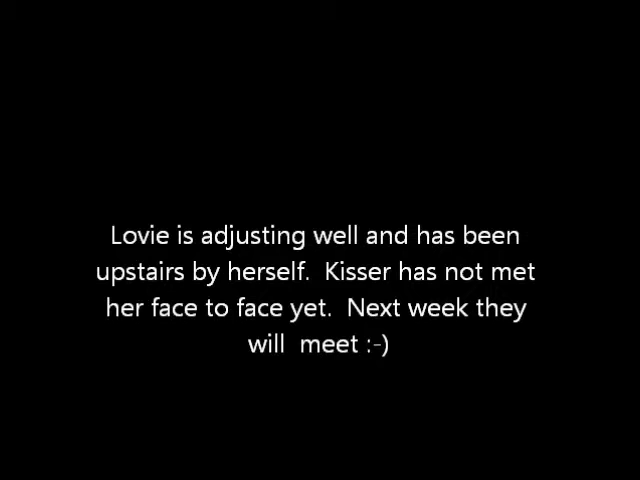 Lovie is adjusting well and has been
upstairs by herself.  Kisser has not met
her face to face yet.  Next week they
will  meet :-)